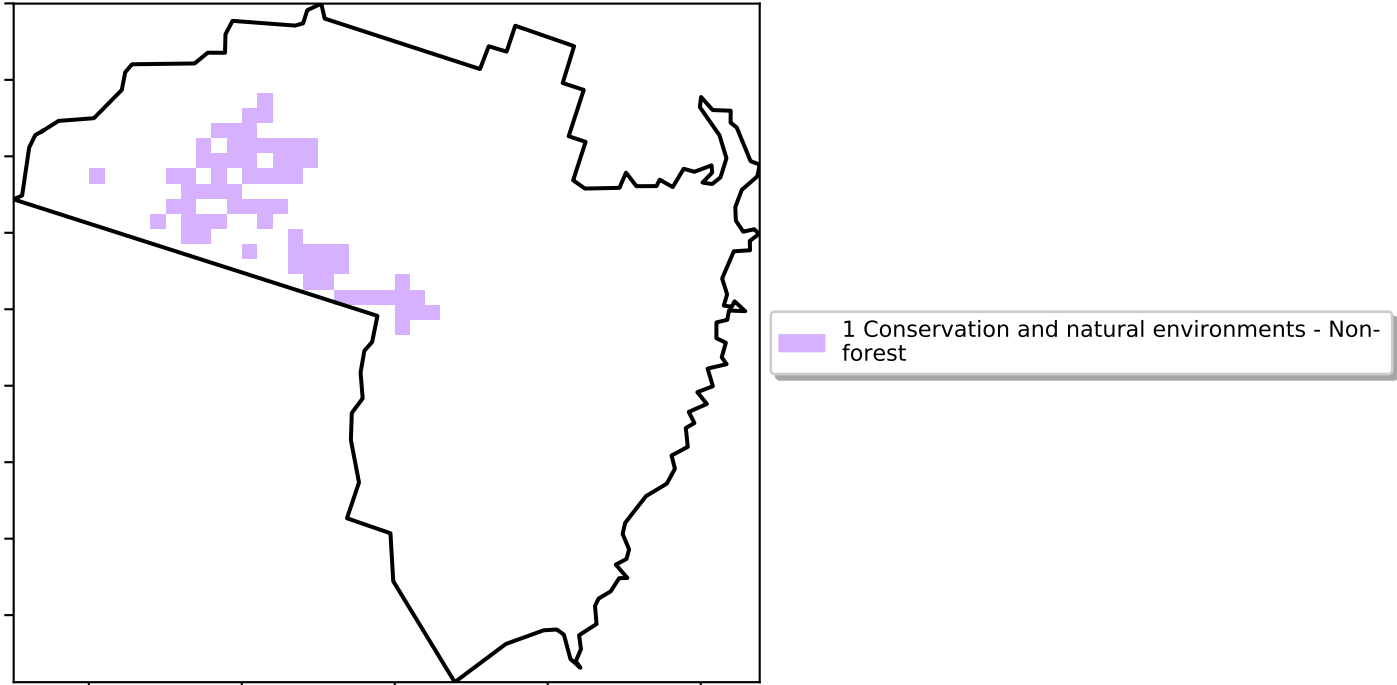 1 Conservation and natural environments - Non-
forest